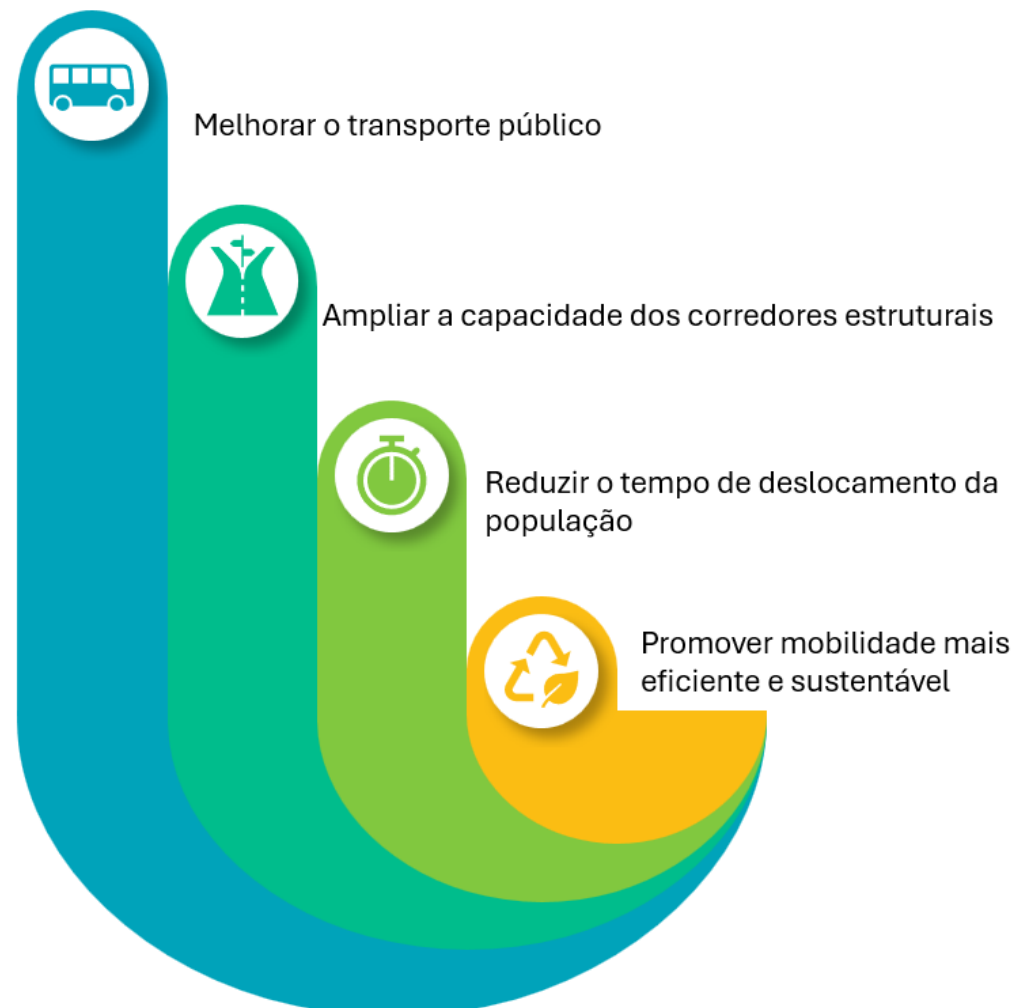 Melhorar o transporte público
Ampliar a capacidade dos corredores estruturais
Reduzir o tempo de deslocamento da
população
Promover mobilidade mais
eficiente e sustentável